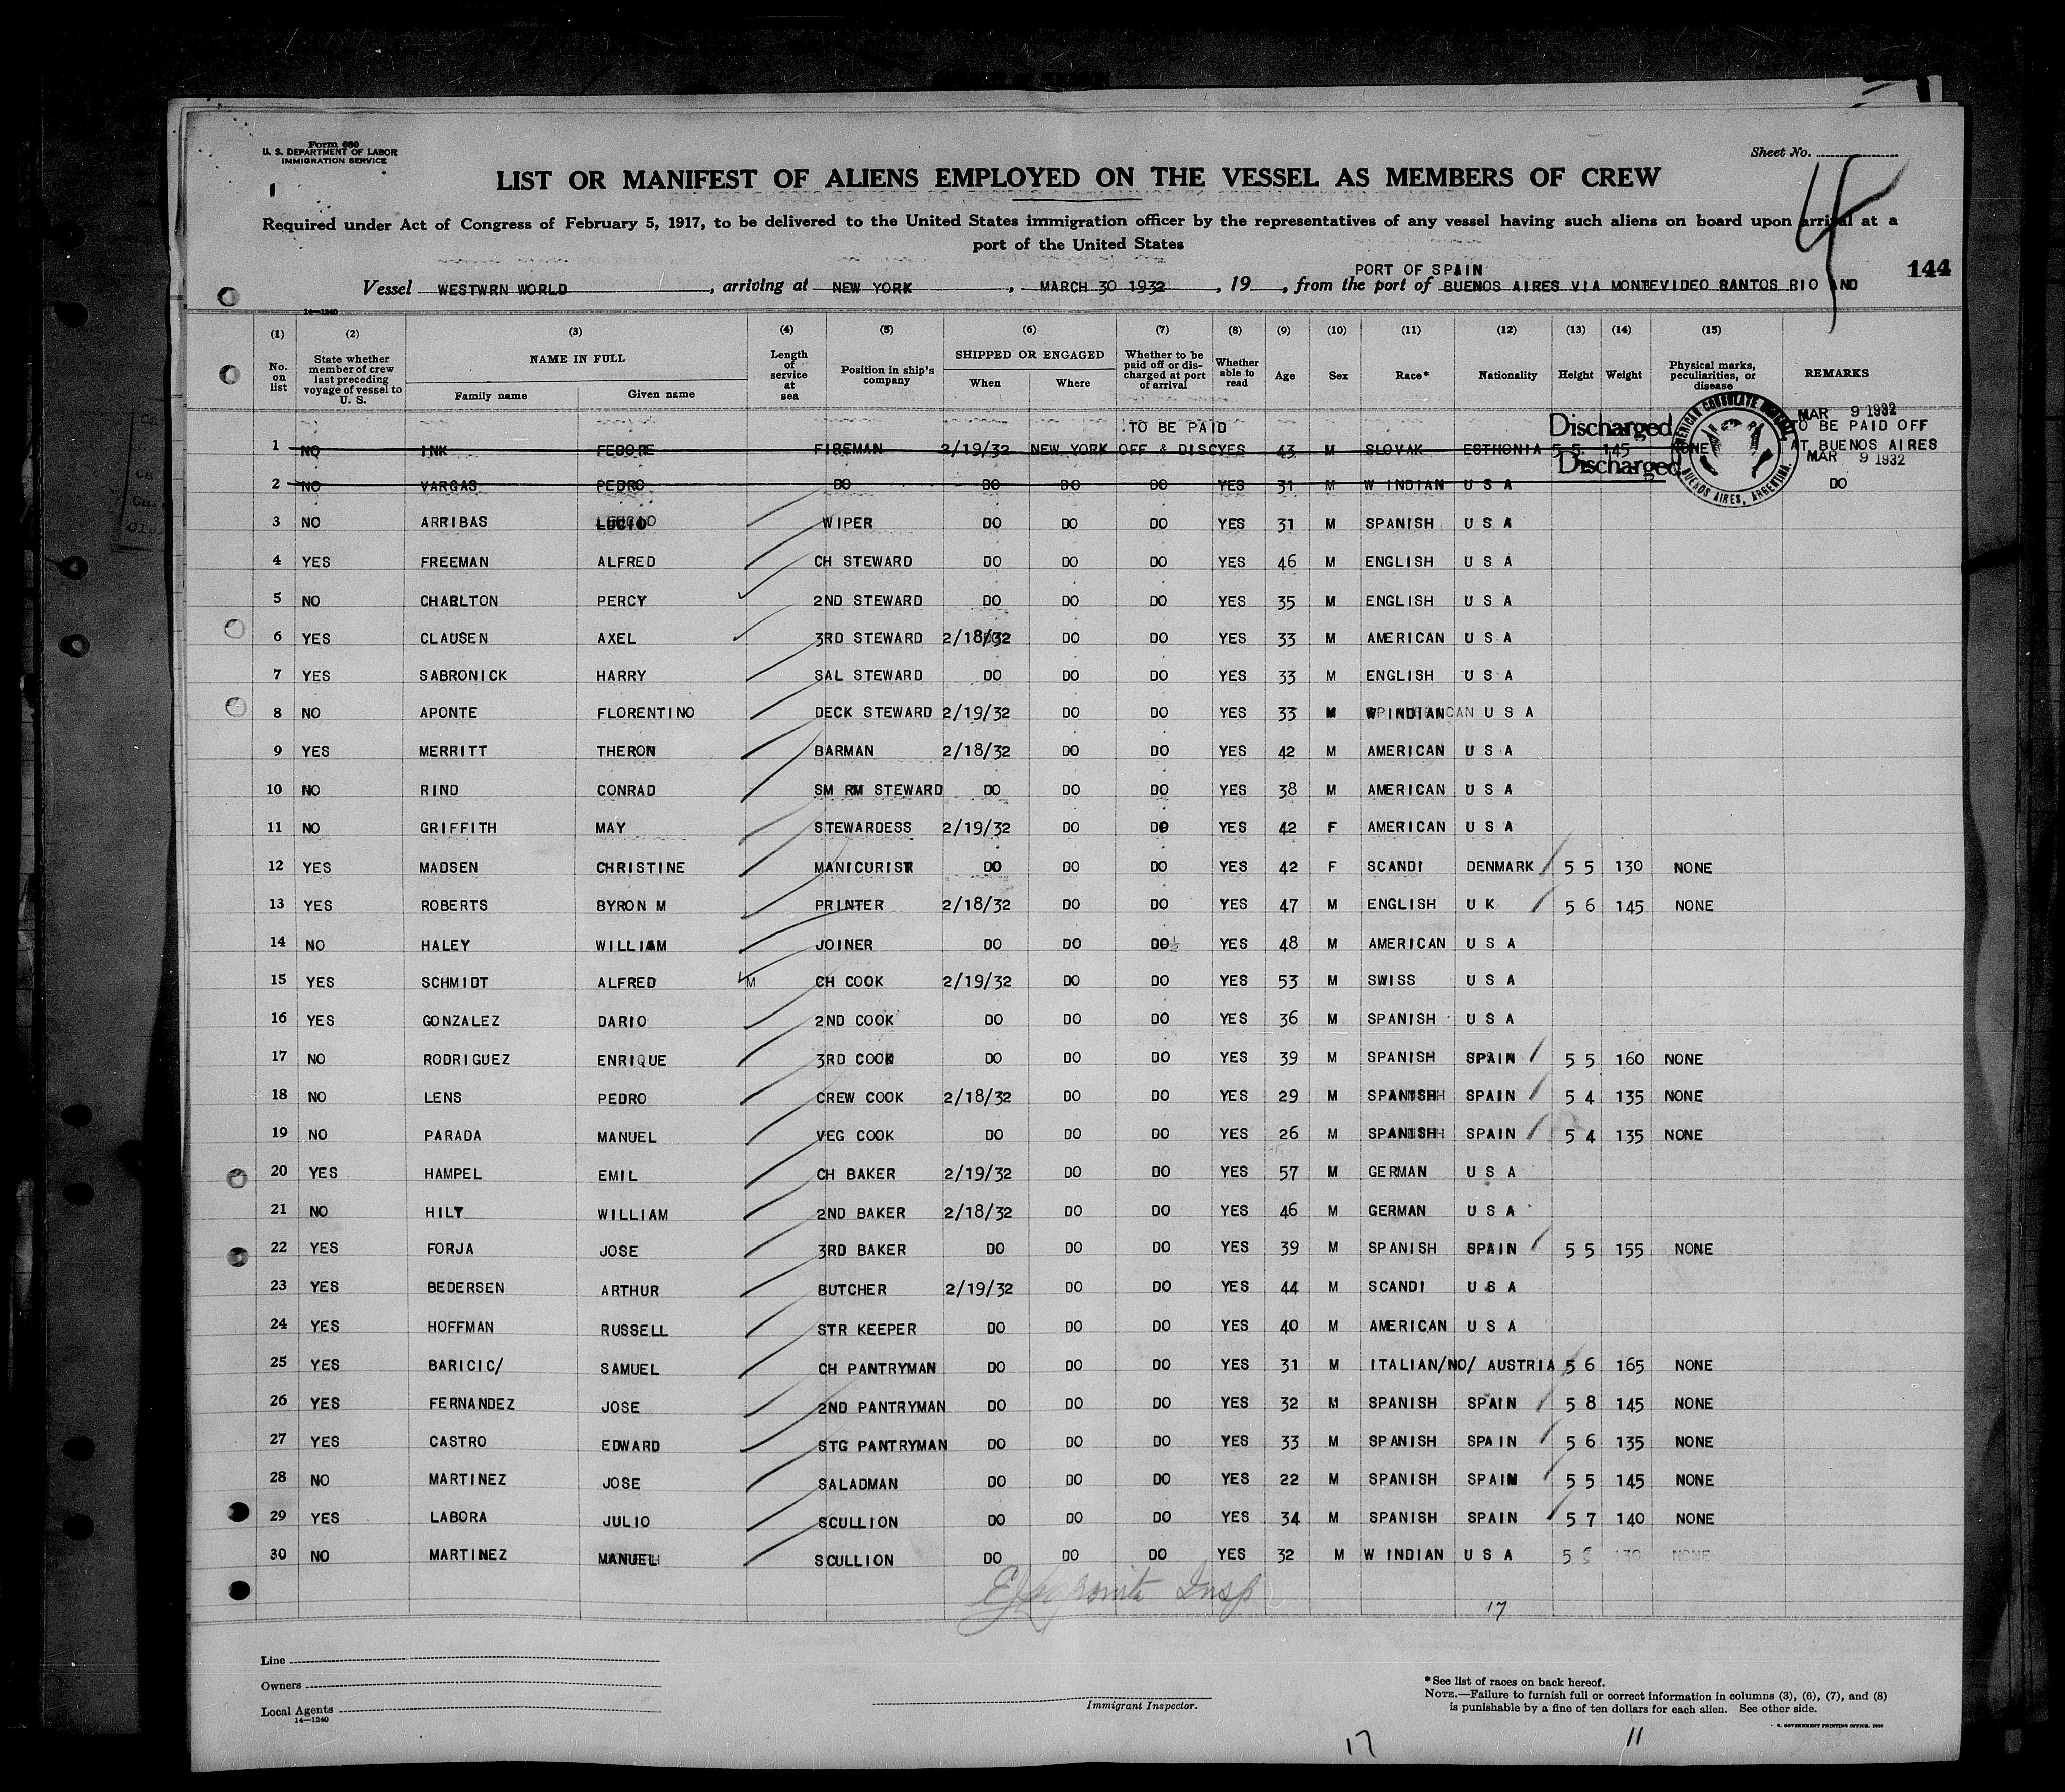 Form 680
U. S. DEPARTMENT OF LABOR
IMMIGRATION SERVICE
Sheet No.
4
LIST OR MANIFEST OF ALIENS EMPLOYED ON THE VESSEL AS MEMBERS OF CREW
Required under Act of Congress of February 5, 1917, to be delivered to the United States immigration officer by the representatives of any vessel having such aliens on board upon arrival at a
port of the United States
144
PORT OF SPAIN
Vessel WESTWRN WORLD, arriving at NEW YORK, MARCH 30 1932, 19, from the port of BUENOS AIRES VIA MONTEVIDEO SANTOS RIO AND
14—1240
(1) (2) (3) (4) (5) (6) (7) (8) (9) (10) (11) (12) (13) (14) (15)
No. on list State whether member of crew last preceding voyage of vessel to U. S. NAME IN FULL Family name Given name Length of service at sea Position in ship's company SHIPPED OR ENGAGED When Where Whether to be paid off or discharged at port of arrival Whether able to read Age Sex Race* Nationality Height Weight Physical marks, peculiarities, or disease REMARKS
TO BE PAID Discharged MAR 9 1932
1 NO INK FEDORE FIREMAN 2/19/32 NEW YORK OFF & DISC YES 43 M SLOVAK ESTHONIA 5 5 145 NONE TO BE PAID OFF AT BUENOS AIRES
Discharged MAR 9 1932
AMERICAN CONSULATE GENERAL BUENOS AIRES, ARGENTINA.
2 NO VARGAS PEDRO DO DO DO DO YES 31 M W INDIAN U S A DO
3 NO ARRIBAS LUCIO WIPER DO DO DO YES 31 M SPANISH U S A
4 YES FREEMAN ALFRED CH STEWARD DO DO DO YES 46 M ENGLISH U S A
5 NO CHARLTON PERCY 2ND STEWARD DO DO DO YES 35 M ENGLISH U S A
6 YES CLAUSEN AXEL 3RD STEWARD 2/18/32 DO DO YES 33 M AMERICAN U S A
7 YES SABRONICK HARRY SAL STEWARD DO DO DO YES 33 M ENGLISH U S A
8 NO APONTE FLORENTINO DECK STEWARD 2/19/32 DO DO YES 33 M W INDIAN U S A
9 YES MERRITT THERON BARMAN 2/18/32 DO DO YES 42 M AMERICAN U S A
10 NO RIND CONRAD SM RM STEWARD DO DO DO YES 38 M AMERICAN U S A
11 NO GRIFFITH MAY STEWARDESS 2/19/32 DO DO YES 42 F AMERICAN U S A
12 YES MADSEN CHRISTINE MANICURIST DO DO DO YES 42 F SCANDI DENMARK 5 5 130 NONE
13 YES ROBERTS BYRON M PRINTER 2/18/32 DO DO YES 47 M ENGLISH U K 5 6 145 NONE
14 NO HALEY WILLIAM JOINER DO DO DO YES 48 M AMERICAN U S A
15 YES SCHMIDT ALFRED M CH COOK 2/19/32 DO DO YES 53 M SWISS U S A
16 YES GONZALEZ DARIO 2ND COOK DO DO DO YES 36 M SPANISH U S A
17 NO RODRIGUEZ ENRIQUE 3RD COOK DO DO DO YES 39 M SPANISH SPAIN 5 5 160 NONE
18 NO LENS PEDRO CREW COOK 2/18/32 DO DO YES 29 M SPANISH SPAIN 5 4 135 NONE
19 NO PARADA MANUEL VEG COOK DO DO DO YES 26 M SPANISH SPAIN 5 4 135 NONE
20 YES HAMPEL EMIL CH BAKER 2/19/32 DO DO YES 57 M GERMAN U S A
21 NO HILT WILLIAM 2ND BAKER 2/18/32 DO DO YES 46 M GERMAN U S A
22 YES FORJA JOSE 3RD BAKER DO DO DO YES 39 M SPANISH SPAIN 5 5 155 NONE
23 YES BEDERSEN ARTHUR BUTCHER 2/19/32 DO DO YES 44 M SCANDI U S A
24 YES HOFFMAN RUSSELL STR KEEPER DO DO DO YES 40 M AMERICAN U S A
25 YES BARICIC/ SAMUEL CH PANTRYMAN DO DO DO YES 31 M ITALIAN/NO/ AUSTRIA 5 6 165 NONE
26 YES FERNANDEZ JOSE 2ND PANTRYMAN DO DO DO YES 32 M SPANISH SPAIN 5 8 145 NONE
27 YES CASTRO EDWARD STG PANTRYMAN DO DO DO YES 33 M SPANISH SPAIN 5 6 135 NONE
28 NO MARTINEZ JOSE SALADMAN DO DO DO YES 22 M SPANISH SPAIN 5 5 145 NONE
29 YES LABORA JULIO SCULLION DO DO DO YES 34 M SPANISH SPAIN 5 7 140 NONE
30 NO MARTINEZ MANUEL SCULLION DO DO DO YES 32 M W INDIAN U S A 5 130 NONE
Insp
17
Line
Owners
Local Agents
14—1240
Immigrant Inspector.
*See list of races on back hereof.
NOTE.—Failure to furnish full or correct information in columns (3), (6), (7), and (8)
is punishable by a fine of ten dollars for each alien. See other side.
GOVERNMENT PRINTING OFFICE.
17
11